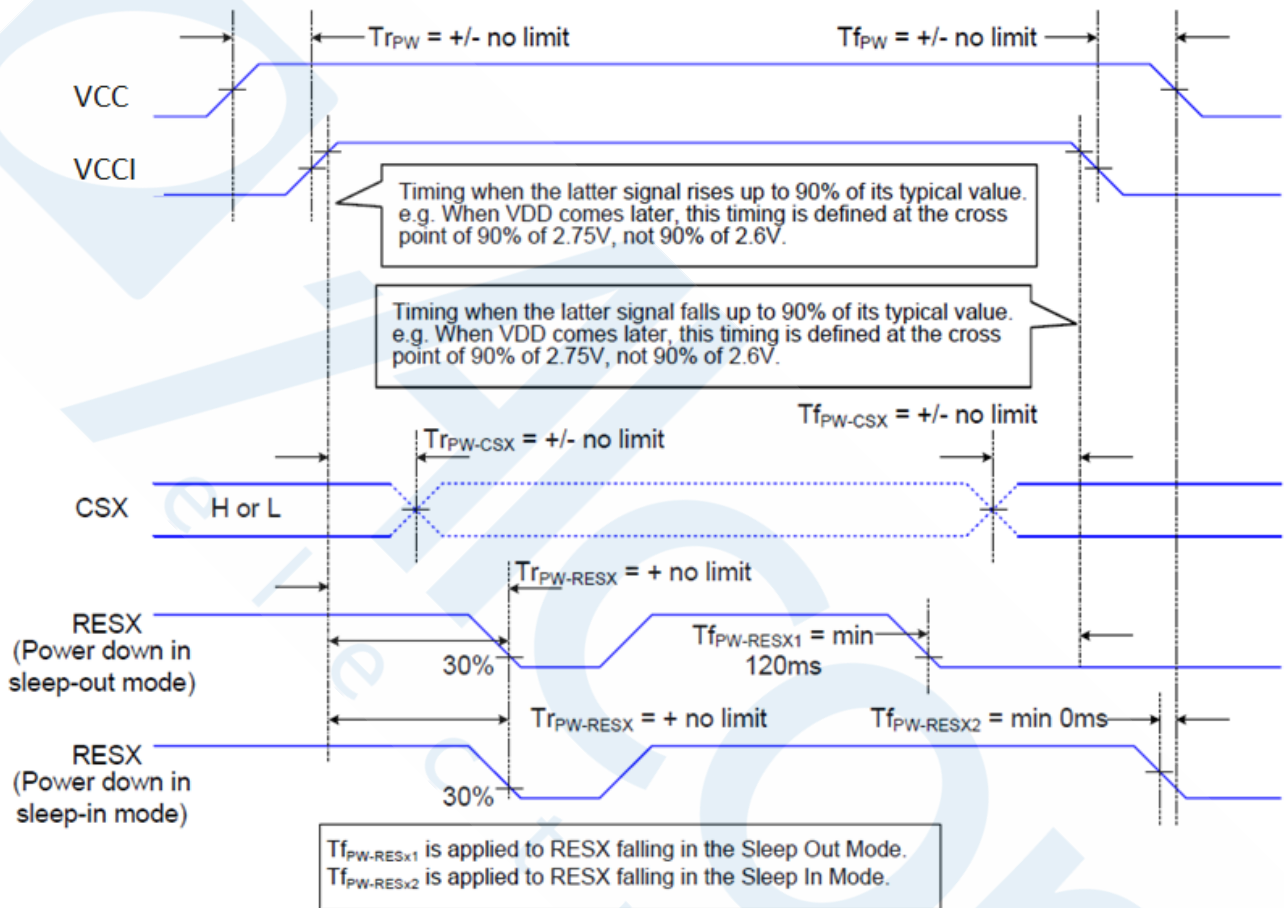 TrPW = +/- no limit
TfPW = +/- no limit
VCC
VCCI
Timing when the latter signal rises up to 90% of its typical value.
e.g. When VDD comes later, this timing is defined at the cross
point of 90% of 2.75V, not 90% of 2.6V.
Timing when the latter signal falls up to 90% of its typical value.
e.g. When VDD comes later, this timing is defined at the cross
point of 90% of 2.75V, not 90% of 2.6V.
TfPW-CSX = +/- no limit
TrPW-CSX = +/- no limit
CSX
H or L
TrPW-RESX = + no limit
RESX
(Power down in
sleep-out mode)
30%
TfPW-RESX1 = min
120ms
TrPW-RESX = + no limit
TfPW-RESX2 = min 0ms
RESX
(Power down in
sleep-in mode)
30%
TfPW-RESx1 is applied to RESX falling in the Sleep Out Mode.
TfPW-RESx2 is applied to RESX falling in the Sleep In Mode.